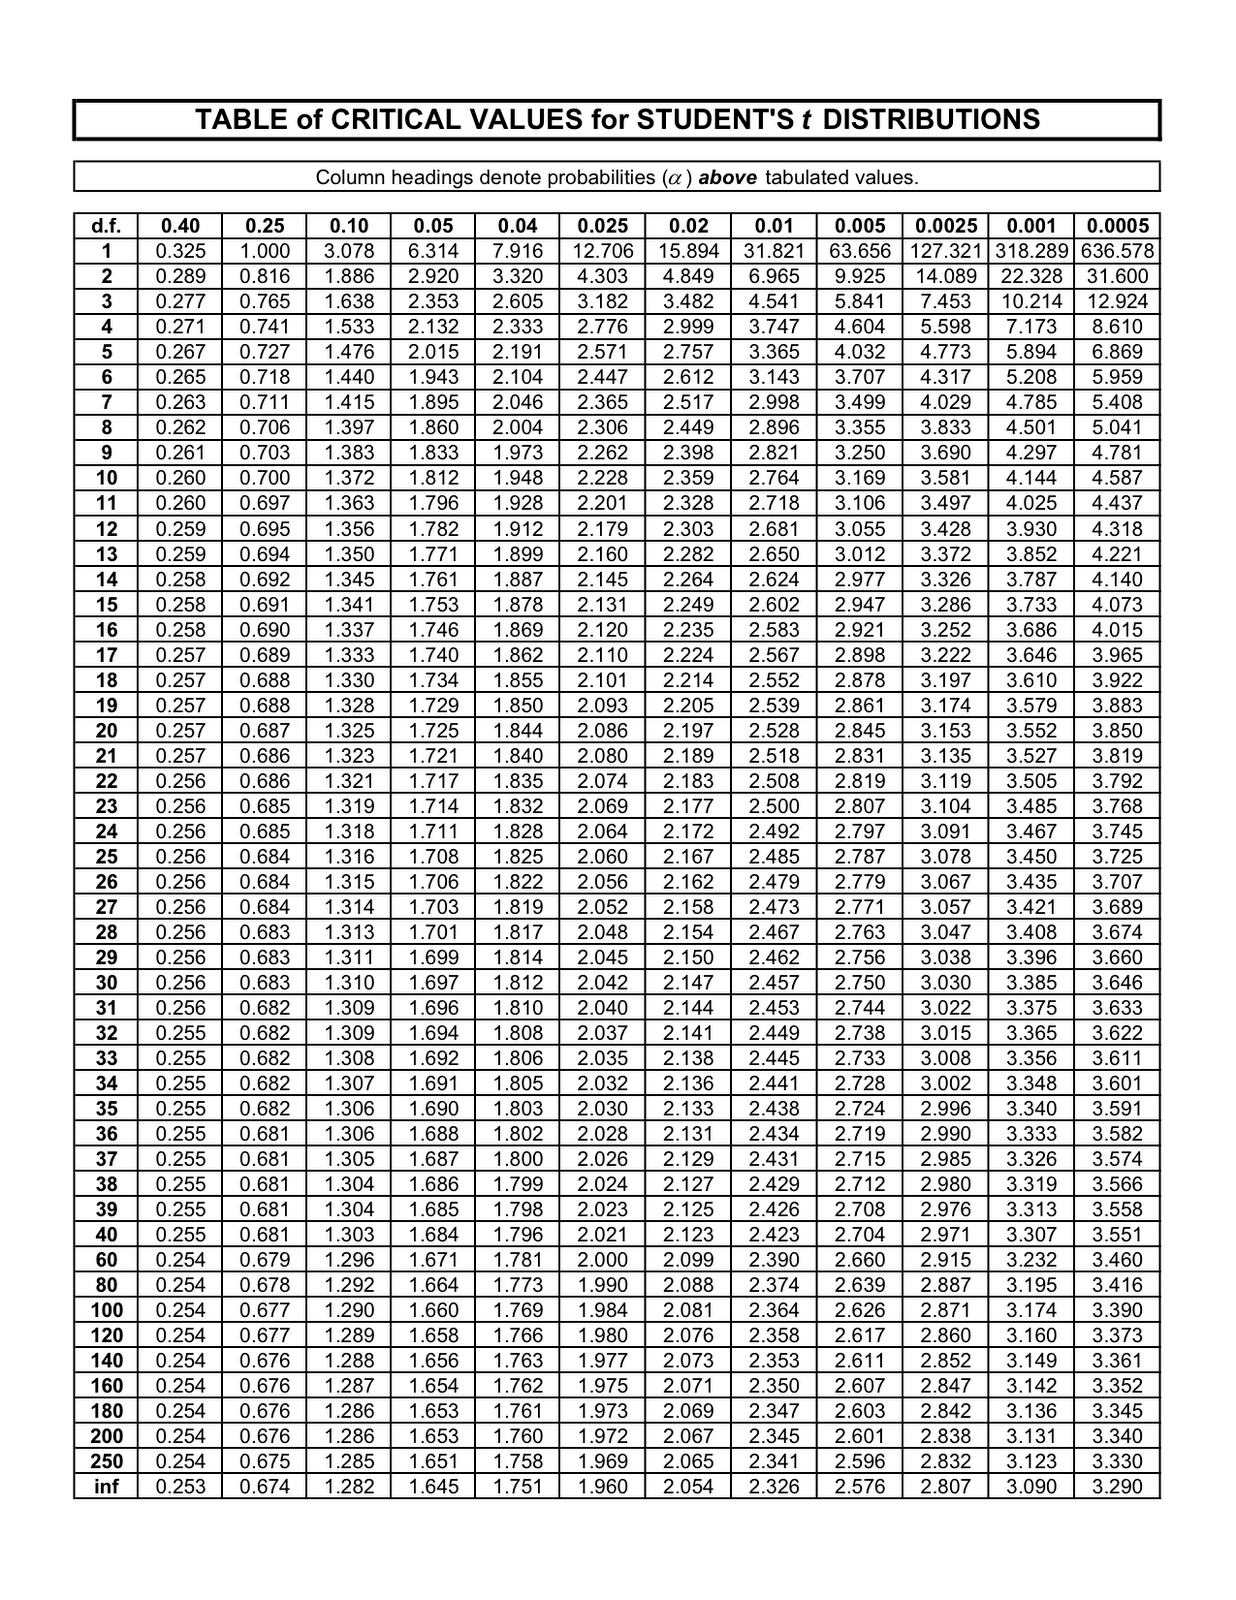 TABLE of CRITICAL VALUES for STUDENT'S t DISTRIBUTIONS
Column headings denote probabilities (α) above tabulated values.
d.f. 0.40 0.25 0.10 0.05 0.04 0.025 0.02 0.01 0.005 0.0025 0.001 0.0005
1 0.325 1.000 3.078 6.314 7.916 12.706 15.894 31.821 63.656 127.321 318.289 636.578
2 0.289 0.816 1.886 2.920 3.320 4.303 4.849 6.965 9.925 14.089 22.328 31.600
3 0.277 0.765 1.638 2.353 2.605 3.182 3.482 4.541 5.841 7.453 10.214 12.924
4 0.271 0.741 1.533 2.132 2.333 2.776 2.999 3.747 4.604 5.598 7.173 8.610
5 0.267 0.727 1.476 2.015 2.191 2.571 2.757 3.365 4.032 4.773 5.894 6.869
6 0.265 0.718 1.440 1.943 2.104 2.447 2.612 3.143 3.707 4.317 5.208 5.959
7 0.263 0.711 1.415 1.895 2.046 2.365 2.517 2.998 3.499 4.029 4.785 5.408
8 0.262 0.706 1.397 1.860 2.004 2.306 2.449 2.896 3.355 3.833 4.501 5.041
9 0.261 0.703 1.383 1.833 1.973 2.262 2.398 2.821 3.250 3.690 4.297 4.781
10 0.260 0.700 1.372 1.812 1.948 2.228 2.359 2.764 3.169 3.581 4.144 4.587
11 0.260 0.697 1.363 1.796 1.928 2.201 2.328 2.718 3.106 3.497 4.025 4.437
12 0.259 0.695 1.356 1.782 1.912 2.179 2.303 2.681 3.055 3.428 3.930 4.318
13 0.259 0.694 1.350 1.771 1.899 2.160 2.282 2.650 3.012 3.372 3.852 4.221
14 0.258 0.692 1.345 1.761 1.887 2.145 2.264 2.624 2.977 3.326 3.787 4.140
15 0.258 0.691 1.341 1.753 1.878 2.131 2.249 2.602 2.947 3.286 3.733 4.073
16 0.258 0.690 1.337 1.746 1.869 2.120 2.235 2.583 2.921 3.252 3.686 4.015
17 0.257 0.689 1.333 1.740 1.862 2.110 2.224 2.567 2.898 3.222 3.646 3.965
18 0.257 0.688 1.330 1.734 1.855 2.101 2.214 2.552 2.878 3.197 3.610 3.922
19 0.257 0.688 1.328 1.729 1.850 2.093 2.205 2.539 2.861 3.174 3.579 3.883
20 0.257 0.687 1.325 1.725 1.844 2.086 2.197 2.528 2.845 3.153 3.552 3.850
21 0.257 0.686 1.323 1.721 1.840 2.080 2.189 2.518 2.831 3.135 3.527 3.819
22 0.256 0.686 1.321 1.717 1.835 2.074 2.183 2.508 2.819 3.119 3.505 3.792
23 0.256 0.685 1.319 1.714 1.832 2.069 2.177 2.500 2.807 3.104 3.485 3.768
24 0.256 0.685 1.318 1.711 1.828 2.064 2.172 2.492 2.797 3.091 3.467 3.745
25 0.256 0.684 1.316 1.708 1.825 2.060 2.167 2.485 2.787 3.078 3.450 3.725
26 0.256 0.684 1.315 1.706 1.822 2.056 2.162 2.479 2.779 3.067 3.435 3.707
27 0.256 0.684 1.314 1.703 1.819 2.052 2.158 2.473 2.771 3.057 3.421 3.689
28 0.256 0.683 1.313 1.701 1.817 2.048 2.154 2.467 2.763 3.047 3.408 3.674
29 0.256 0.683 1.311 1.699 1.814 2.045 2.150 2.462 2.756 3.038 3.396 3.660
30 0.256 0.683 1.310 1.697 1.812 2.042 2.147 2.457 2.750 3.030 3.385 3.646
31 0.256 0.682 1.309 1.696 1.810 2.040 2.144 2.453 2.744 3.022 3.375 3.633
32 0.255 0.682 1.309 1.694 1.808 2.037 2.141 2.449 2.738 3.015 3.365 3.622
33 0.255 0.682 1.308 1.692 1.806 2.035 2.138 2.445 2.733 3.008 3.356 3.611
34 0.255 0.682 1.307 1.691 1.805 2.032 2.136 2.441 2.728 3.002 3.348 3.601
35 0.255 0.682 1.306 1.690 1.803 2.030 2.133 2.438 2.724 2.996 3.340 3.591
36 0.255 0.681 1.306 1.688 1.802 2.028 2.131 2.434 2.719 2.990 3.333 3.582
37 0.255 0.681 1.305 1.687 1.800 2.026 2.129 2.431 2.715 2.985 3.326 3.574
38 0.255 0.681 1.304 1.686 1.799 2.024 2.127 2.429 2.712 2.980 3.319 3.566
39 0.255 0.681 1.304 1.685 1.798 2.023 2.125 2.426 2.708 2.976 3.313 3.558
40 0.255 0.681 1.303 1.684 1.796 2.021 2.123 2.423 2.704 2.971 3.307 3.551
60 0.254 0.679 1.296 1.671 1.781 2.000 2.099 2.390 2.660 2.915 3.232 3.460
80 0.254 0.678 1.292 1.664 1.773 1.990 2.088 2.374 2.639 2.887 3.195 3.416
100 0.254 0.677 1.290 1.660 1.769 1.984 2.081 2.364 2.626 2.871 3.174 3.390
120 0.254 0.677 1.289 1.658 1.766 1.980 2.076 2.358 2.617 2.860 3.160 3.373
140 0.254 0.676 1.288 1.656 1.763 1.977 2.073 2.353 2.611 2.852 3.149 3.361
160 0.254 0.676 1.287 1.654 1.762 1.975 2.071 2.350 2.607 2.847 3.142 3.352
180 0.254 0.676 1.286 1.653 1.761 1.973 2.069 2.347 2.603 2.842 3.136 3.345
200 0.254 0.676 1.286 1.653 1.760 1.972 2.067 2.345 2.601 2.838 3.131 3.340
250 0.254 0.675 1.285 1.651 1.758 1.969 2.065 2.341 2.596 2.832 3.123 3.330
inf 0.253 0.674 1.282 1.645 1.751 1.960 2.054 2.326 2.576 2.807 3.090 3.290